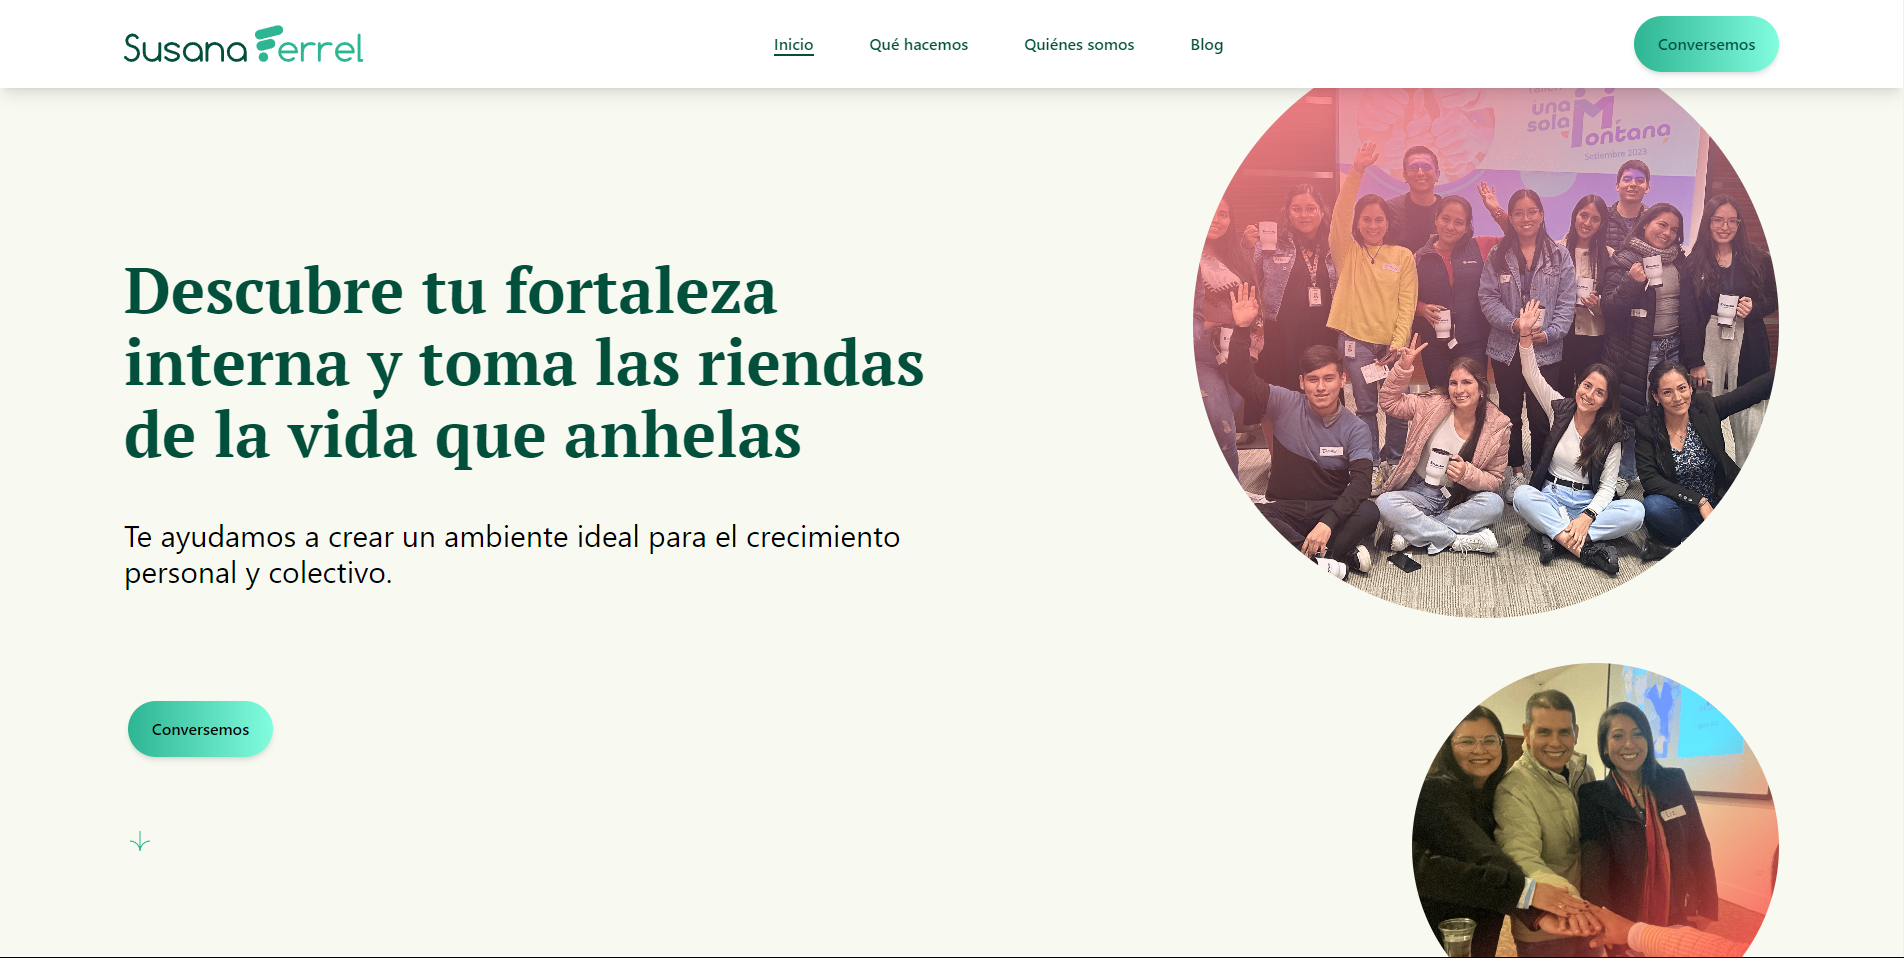 Susana Ferrel
Inicio
Qué hacemos
Quiénes somos
Blog
Conversemos
una
sola
Montana
Setiembre 2023
Descubre tu fortaleza
interna y toma las riendas
de la vida que anhelas
Te ayudamos a crear un ambiente ideal para el crecimiento
personal y colectivo.
Conversemos